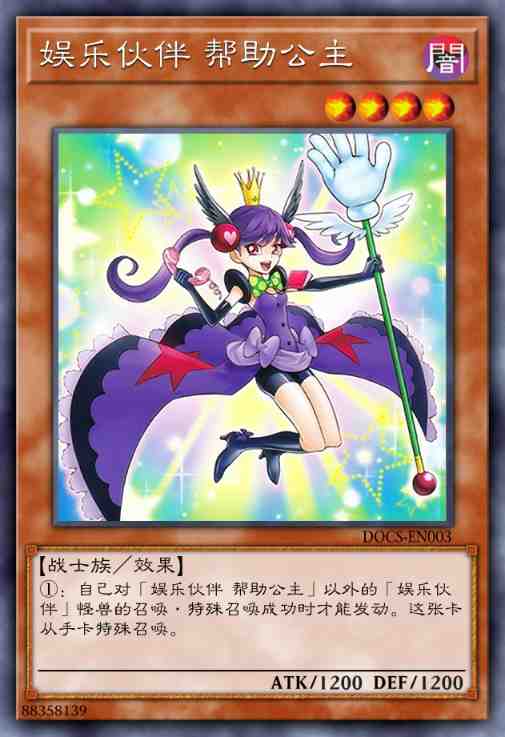 娱乐伙伴 帮助公主
闇
DOCS-EN003
【战士族／效果】
①：自己对「娱乐伙伴 帮助公主」以外的「娱乐伙
伴」怪兽的召唤·特殊召唤成功时才能发动。这张卡
从手卡特殊召唤。
ATK/1200 DEF/1200
88358139